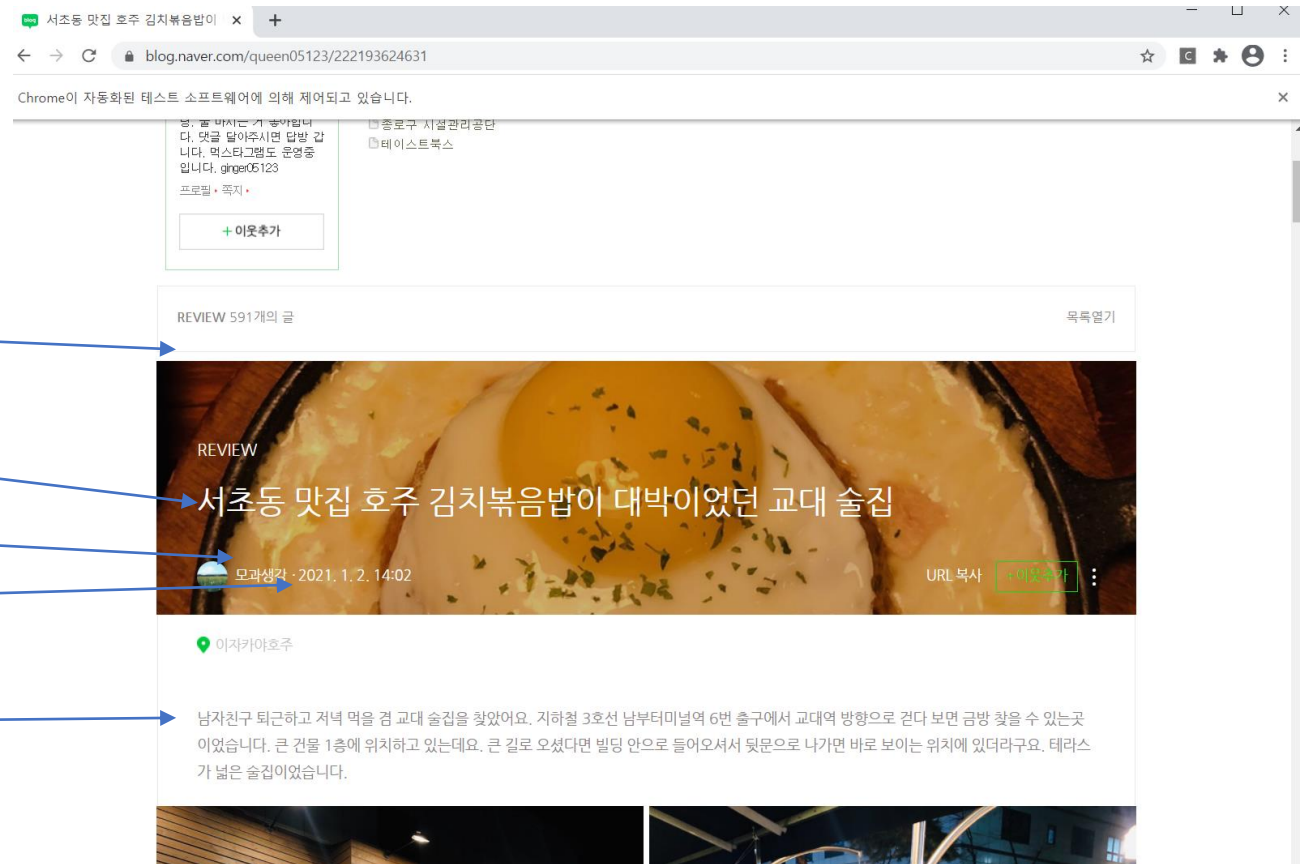 서초동 맛집 호주 김치볶음밥이
blog.naver.com/queen05123/222193624631
Chrome이 자동화된 테스트 소프트웨어에 의해 제어되고 있습니다.
다. 댓글 달아주시면 답방 갑
니다. 먹스타그램도 운영중
입니다. ginger05123
프로필 쪽지
+ 이웃추가
종로구 시설관리공단
테이스트북스
REVIEW 591개의 글 목록열기
REVIEW
서초동 맛집 호주 김치볶음밥이 대박이었던 교대 술집
모과생각 · 2021. 1. 2. 14:02 URL 복사 +이웃추가
이자카야호주
남자친구 퇴근하고 저녁 먹을 겸 교대 술집을 찾았어요. 지하철 3호선 남부터미널역 6번 출구에서 교대역 방향으로 걷다 보면 금방 찾을 수 있는곳
이었습니다. 큰 건물 1층에 위치하고 있는데요. 큰 길로 오셨다면 빌딩 안으로 들어오셔서 뒷문으로 나가면 바로 보이는 위치에 있더라구요. 테라스
가 넓은 술집이었습니다.